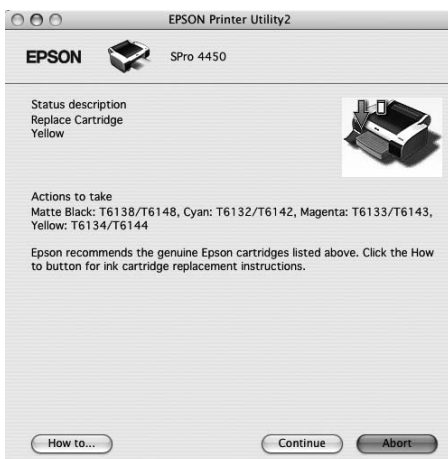 EPSON Printer Utility2
EPSON
SPro 4450
Status description
Replace Cartridge
Yellow
Actions to take
Matte Black: T6138/T6148, Cyan: T6132/T6142, Magenta: T6133/T6143,
Yellow: T6134/T6144
Epson recommends the genuine Epson cartridges listed above. Click the How
to button for ink cartridge replacement instructions.
How to...
Continue
Abort